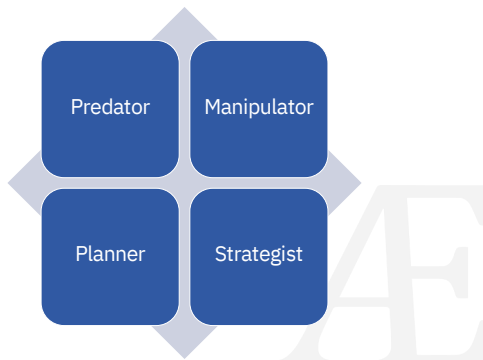 Predator
Manipulator
Planner
Strategist
Æ